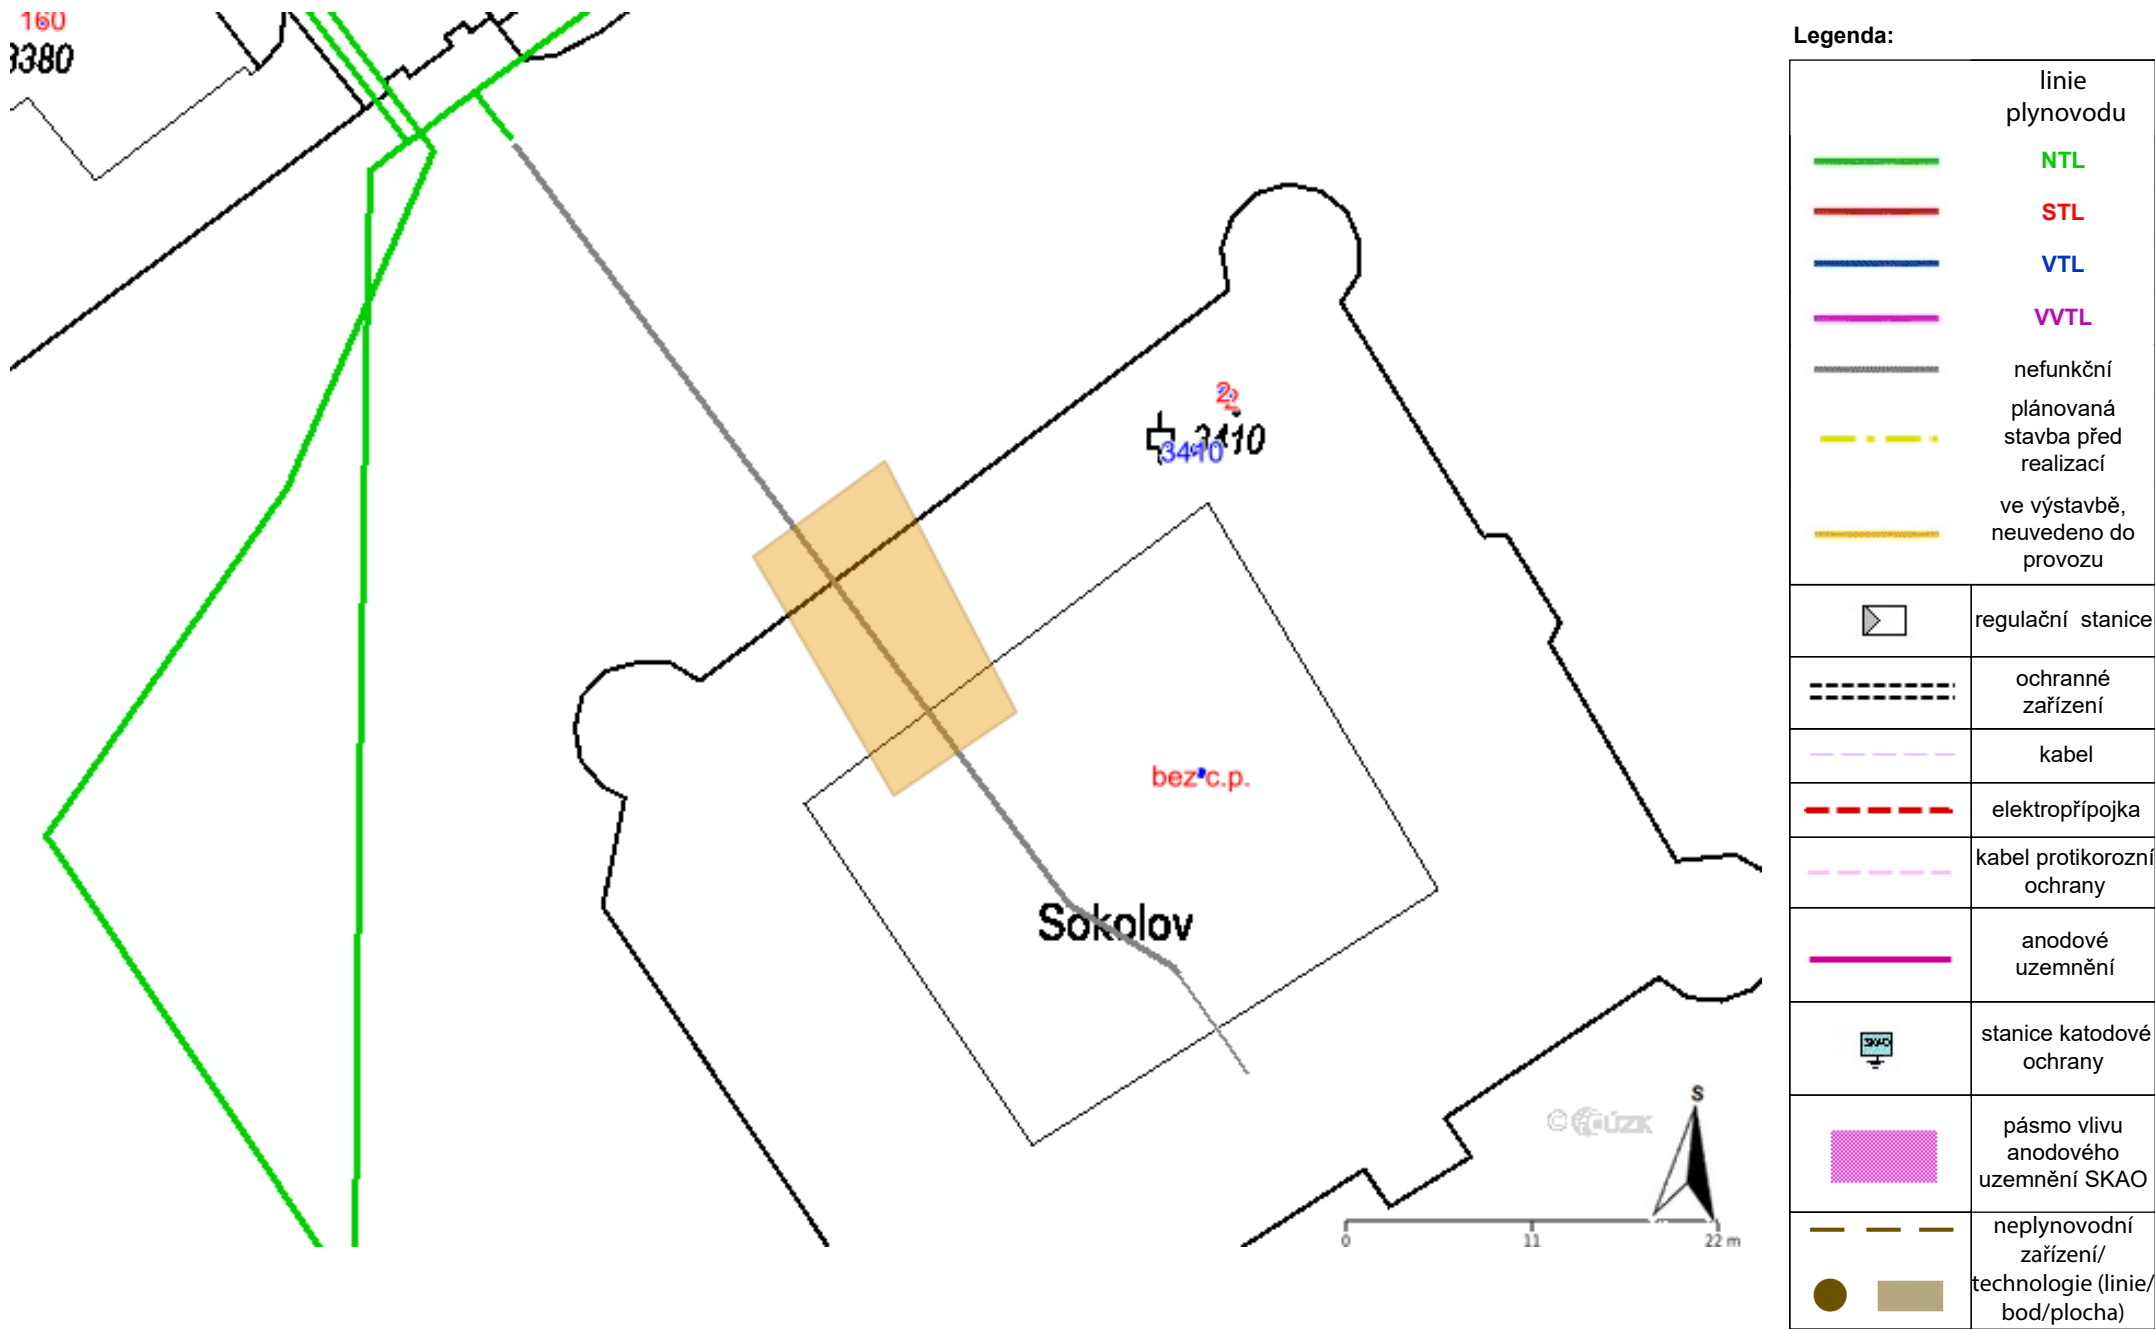 160
3380
2
3410
3410
bez c.p.
Sokolov
©
ČÚZK
S
0 11 22 m
Legenda:
linie
plynovodu
NTL
STL
VTL
VVTL
nefunkční
plánovaná
stavba před
realizací
ve výstavbě,
neuvedeno do
provozu
regulační stanice
ochranné
zařízení
kabel
elektropřípojka
kabel protikorozní
ochrany
anodové
uzemnění
SKAO
stanice katodové
ochrany
pásmo vlivu
anodového
uzemnění SKAO
neplynovodní
zařízení/
technologie (linie/
bod/plocha)